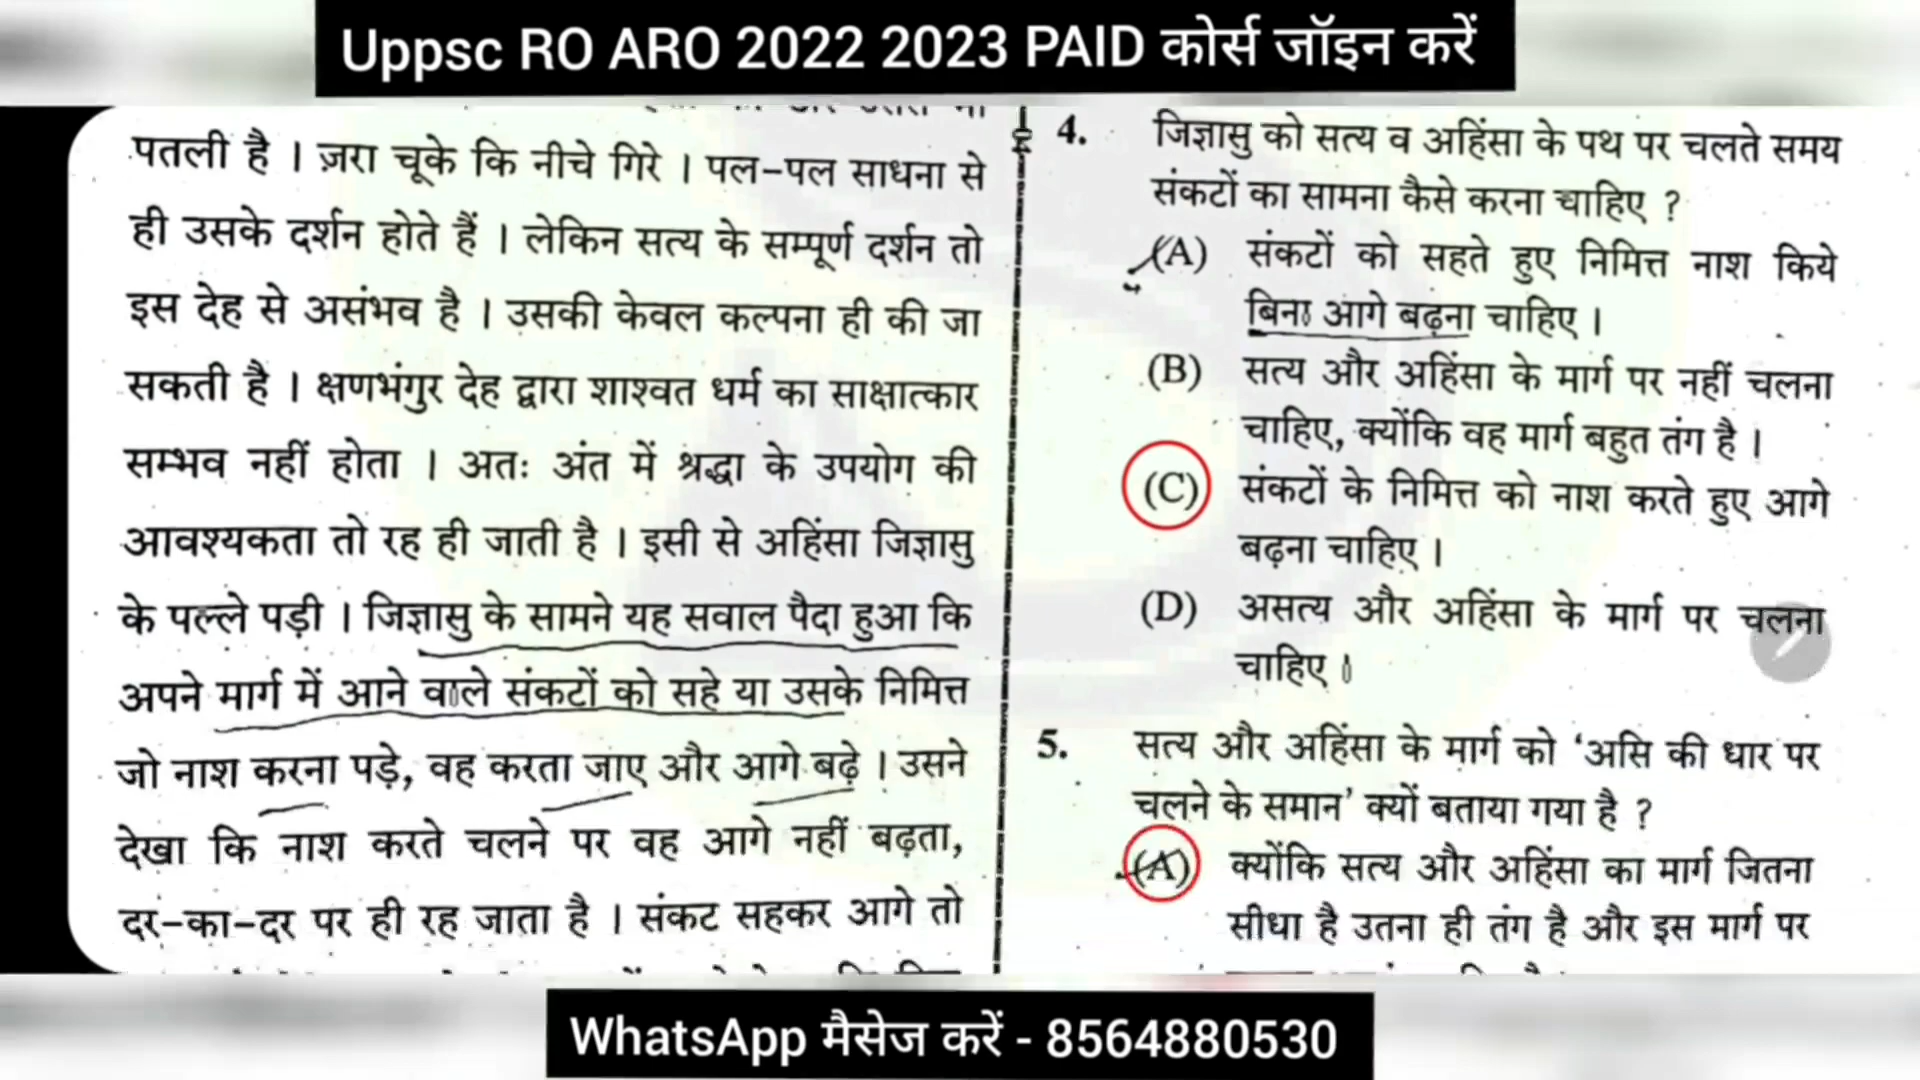 Uppsc RO ARO 2022 2023 PAID कोर्स जॉइन करें
पतली है । ज़रा चूके कि नीचे गिरे । पल-पल साधना से
ही उसके दर्शन होते हैं । लेकिन सत्य के सम्पूर्ण दर्शन तो
इस देह से असंभव है । उसकी केवल कल्पना ही की जा
सकती है । क्षणभंगुर देह द्वारा शाश्वत धर्म का साक्षात्कार
सम्भव नहीं होता । अतः अंत में श्रद्धा के उपयोग की
आवश्यकता तो रह ही जाती है । इसी से अहिंसा जिज्ञासु
के पल्ले पड़ी । जिज्ञासु के सामने यह सवाल पैदा हुआ कि
अपने मार्ग में आने वाले संकटों को सहे या उसके निमित्त
जो नाश करना पड़े, वह करता जाए और आगे बढ़े । उसने
देखा कि नाश करते चलने पर वह आगे नहीं बढ़ता,
दर-का-दर पर ही रह जाता है । संकट सहकर आगे तो
4. जिज्ञासु को सत्य व अहिंसा के पथ पर चलते समय
संकटों का सामना कैसे करना चाहिए ?
(A) संकटों को सहते हुए निमित्त नाश किये
बिना आगे बढ़ना चाहिए ।
(B) सत्य और अहिंसा के मार्ग पर नहीं चलना
चाहिए, क्योंकि वह मार्ग बहुत तंग है ।
(C) संकटों के निमित्त को नाश करते हुए आगे
बढ़ना चाहिए ।
(D) असत्य और अहिंसा के मार्ग पर चलना
चाहिए ।
5. सत्य और अहिंसा के मार्ग को ‘असि की धार पर
चलने के समान’ क्यों बताया गया है ?
(A) क्योंकि सत्य और अहिंसा का मार्ग जितना
सीधा है उतना ही तंग है और इस मार्ग पर
WhatsApp मैसेज करें - 8564880530